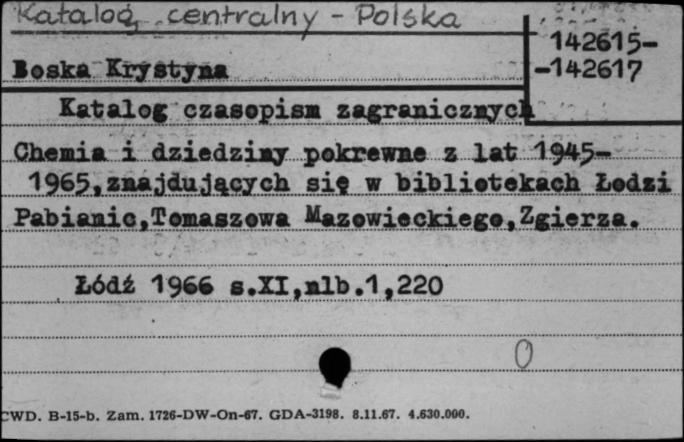 Katalog centralny - Polska
142615-
Boska Krystyna
-142617
Katalog czasopism zagranicznych
Chemia i dziedziny pokrewne z lat 1945-
1965,znajdujących się w bibliotekach Łodzi
Pabianic,Tomaszowa Mazowieckiego,Zgierza.
Łódź 1966 s.XI,nlb.1,220
0
CWD. B-15-b. Zam. 1726-DW-On-67. GDA-3198. 8.11.67. 4.630.000.